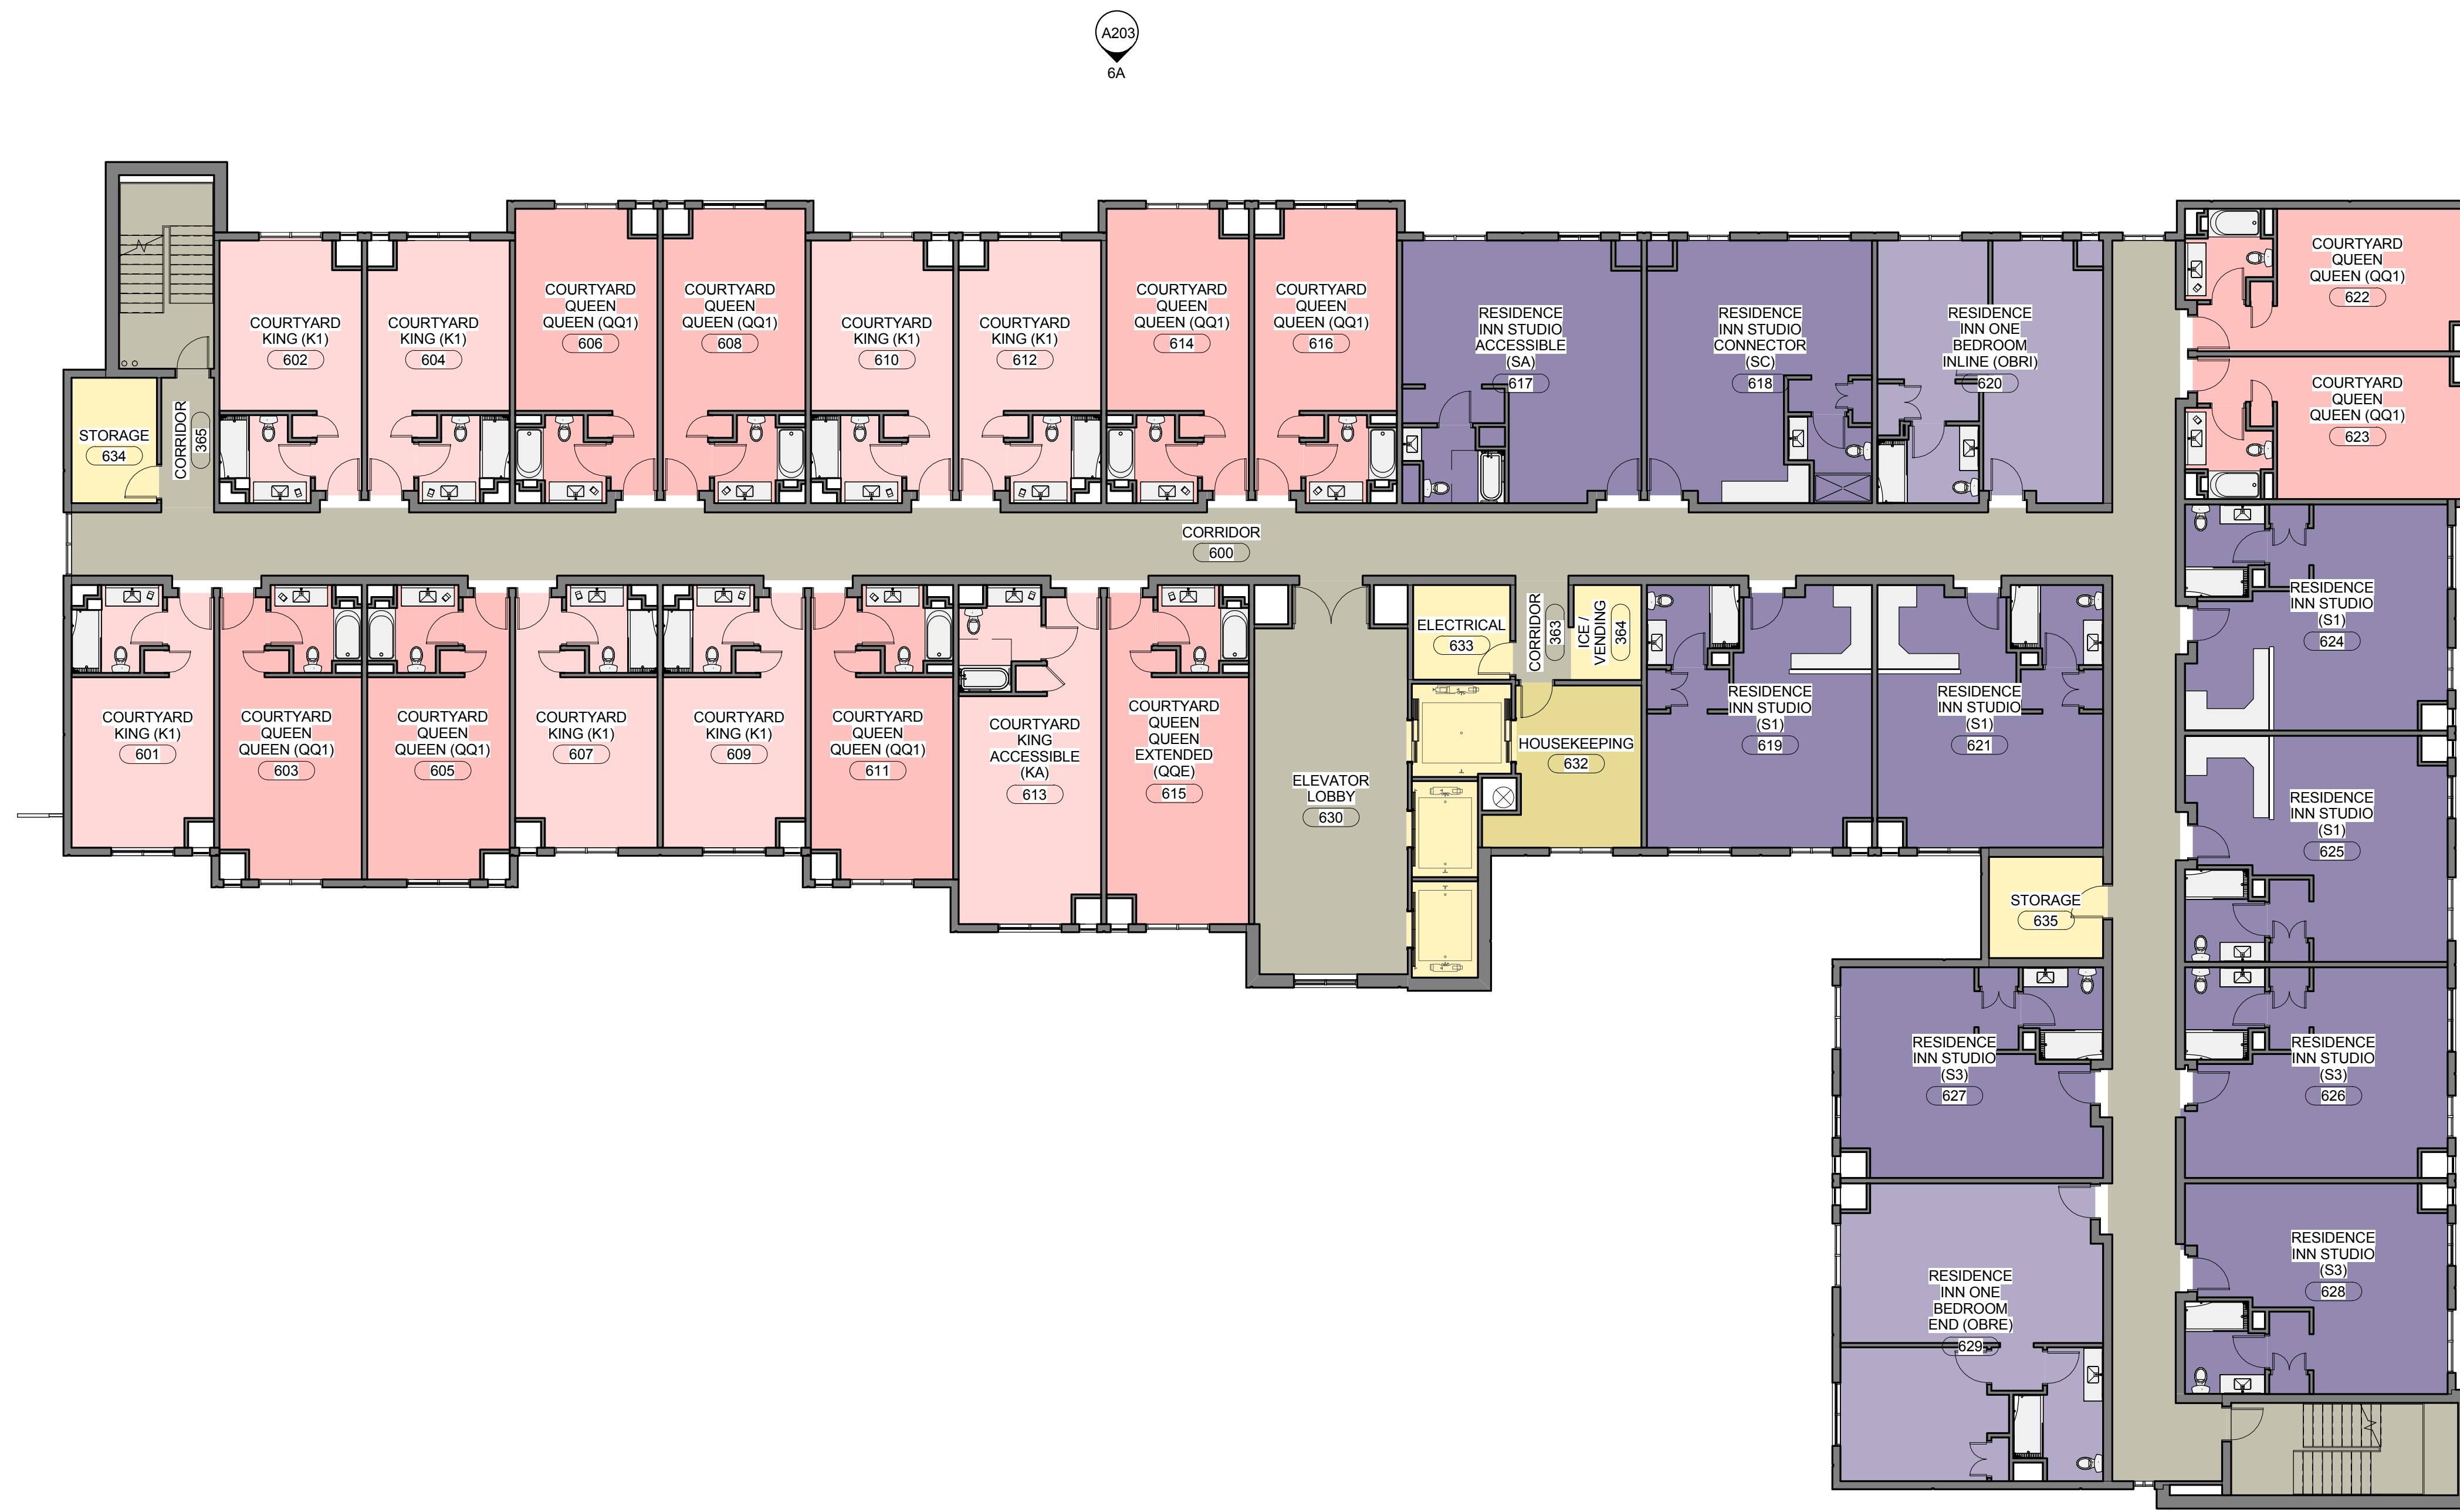 A203
6A
COURTYARD
KING (K1)
602
COURTYARD
KING (K1)
604
COURTYARD
QUEEN
QUEEN (QQ1)
606
COURTYARD
QUEEN
QUEEN (QQ1)
608
COURTYARD
KING (K1)
610
COURTYARD
KING (K1)
612
COURTYARD
QUEEN
QUEEN (QQ1)
614
COURTYARD
QUEEN
QUEEN (QQ1)
616
RESIDENCE
INN STUDIO
ACCESSIBLE
(SA)
617
RESIDENCE
INN STUDIO
CONNECTOR
(SC)
618
RESIDENCE
INN ONE
BEDROOM
INLINE (OBRI)
620
COURTYARD
QUEEN
QUEEN (QQ1)
622
COURTYARD
QUEEN
QUEEN (QQ1)
623
STORAGE
634
CORRIDOR
365
CORRIDOR
600
COURTYARD
KING (K1)
601
COURTYARD
QUEEN
QUEEN (QQ1)
603
COURTYARD
QUEEN
QUEEN (QQ1)
605
COURTYARD
KING (K1)
607
COURTYARD
KING (K1)
609
COURTYARD
QUEEN
QUEEN (QQ1)
611
COURTYARD
KING
ACCESSIBLE
(KA)
613
COURTYARD
QUEEN
QUEEN
EXTENDED
(QQE)
615
ELEVATOR
LOBBY
630
ELECTRICAL
633
CORRIDOR
363
ICE /
VENDING
364
HOUSEKEEPING
632
RESIDENCE
INN STUDIO
(S1)
619
RESIDENCE
INN STUDIO
(S1)
621
RESIDENCE
INN STUDIO
(S1)
624
RESIDENCE
INN STUDIO
(S1)
625
STORAGE
635
RESIDENCE
INN STUDIO
(S3)
627
RESIDENCE
INN STUDIO
(S3)
626
RESIDENCE
INN ONE
BEDROOM
END (OBRE)
629
RESIDENCE
INN STUDIO
(S3)
628